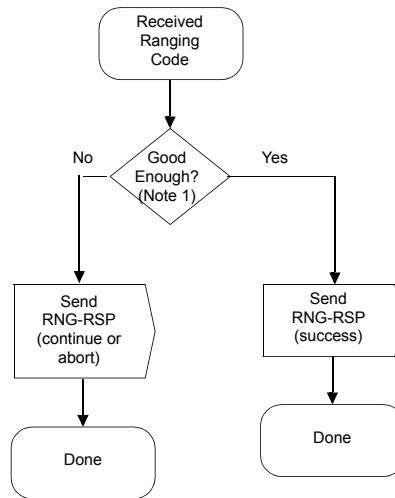 Received
Ranging
Code
No
Good
Enough?
(Note 1)
Yes
Send
RNG-RSP
(continue or
abort)
Send
RNG-RSP
(success)
Done
Done